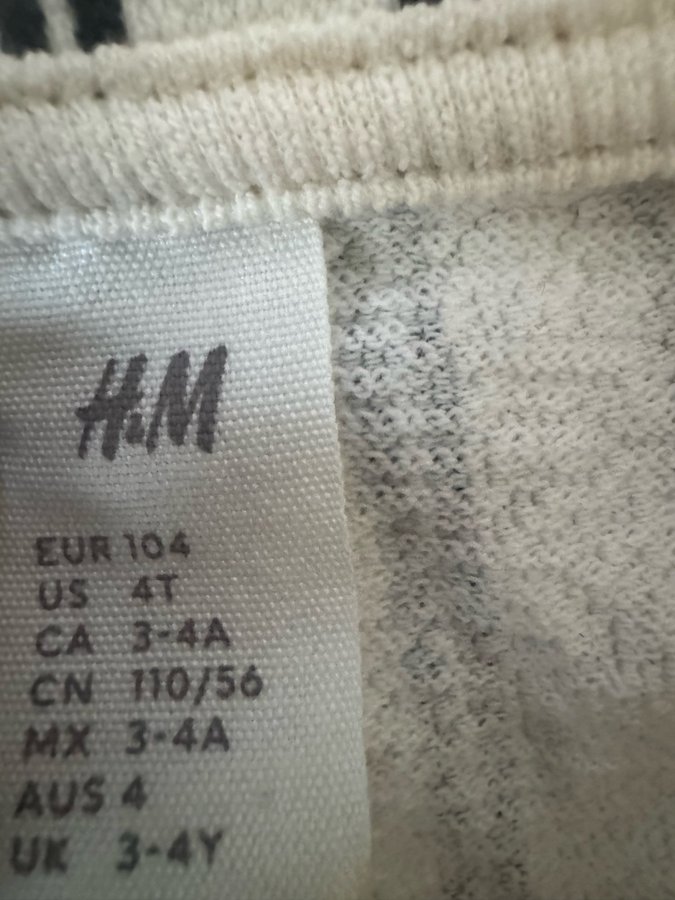 H&M
EUR 104
US 4T
CA 3-4A
CN 110/56
MX 3-4A
AUS 4
UK 3-4Y